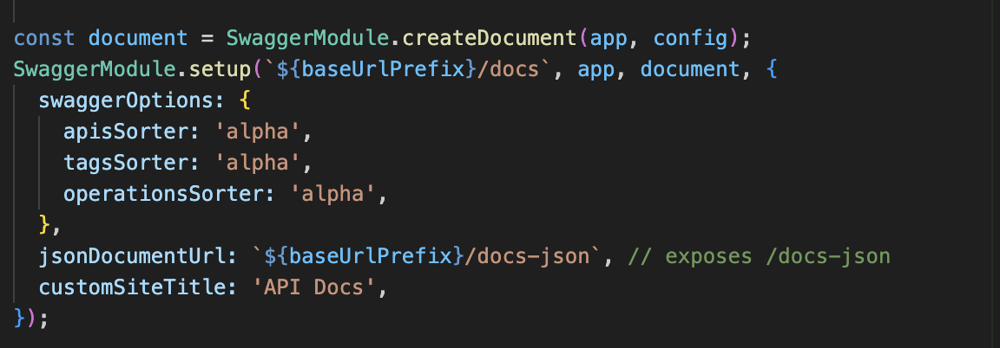 const document = SwaggerModule.createDocument(app, config);
SwaggerModule.setup(`${baseUrlPrefix}/docs`, app, document, {
  swaggerOptions: {
    apisSorter: 'alpha',
    tagsSorter: 'alpha',
    operationsSorter: 'alpha',
  },
  jsonDocumentUrl: `${baseUrlPrefix}/docs-json`, // exposes /docs-json
  customSiteTitle: 'API Docs',
});